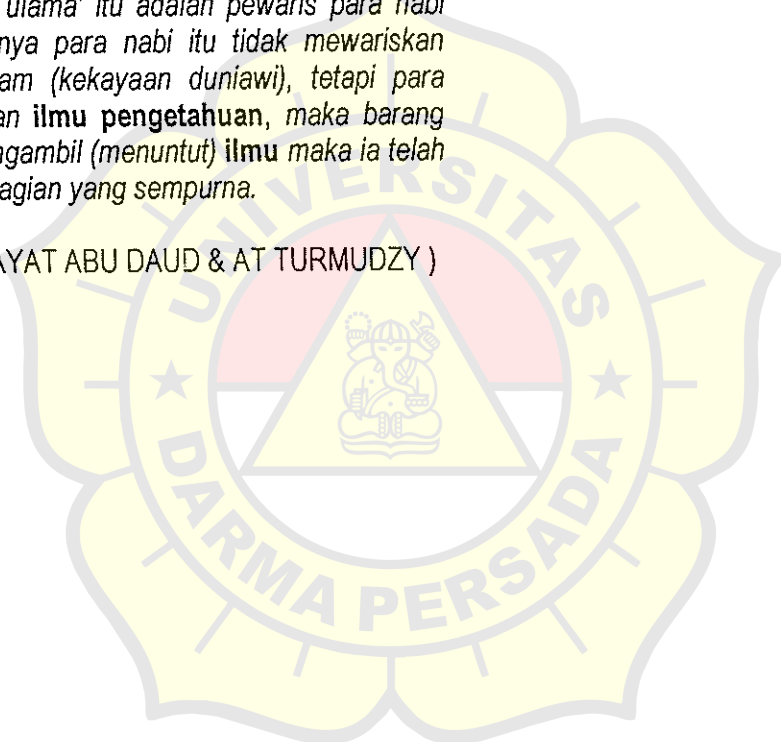 ulama' itu adalah pewaris para nabi
nya para nabi itu tidak mewariskan
am (kekayaan duniawi), tetapi para
an ilmu pengetahuan, maka barang
ngambil (menuntut) ilmu maka ia telah
agian yang sempurna.
AYAT ABU DAUD & AT TURMUDZY )
UNIVERSITAS
DARMA PERSADA